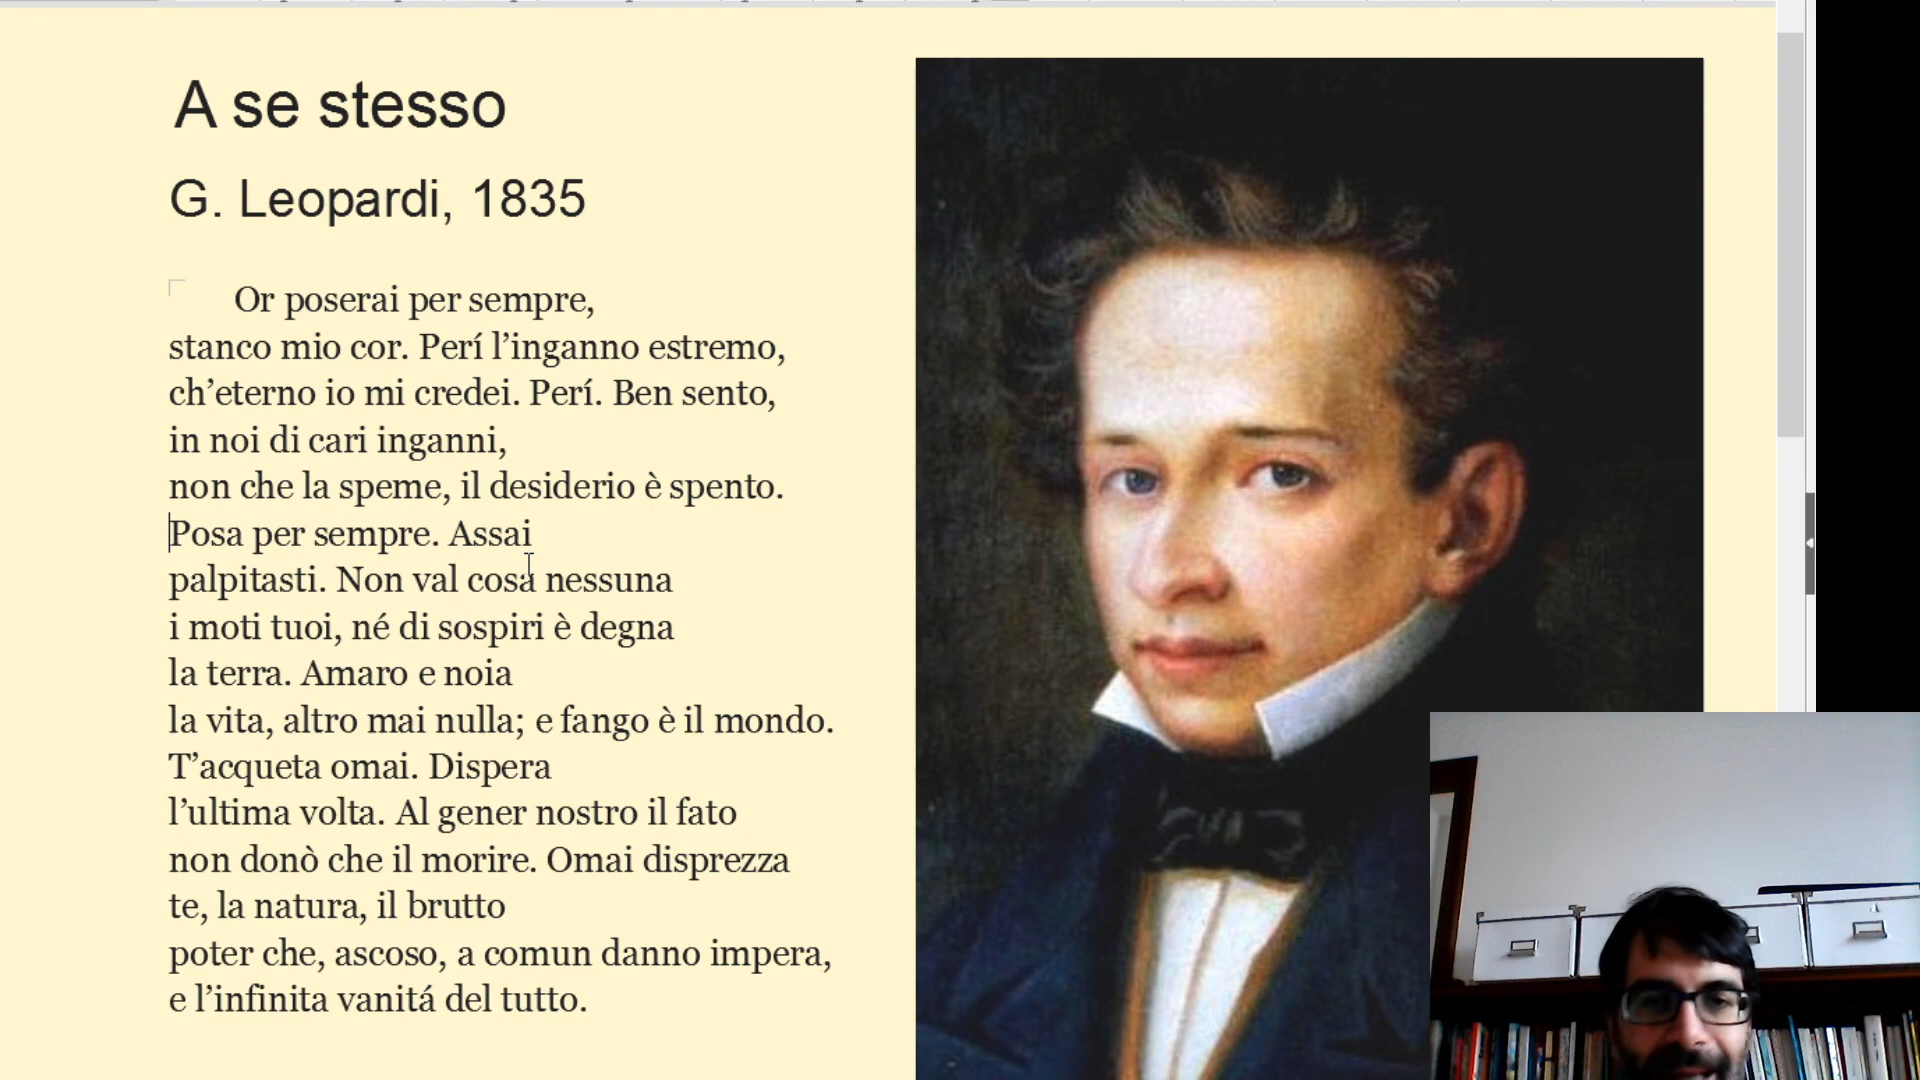 A se stesso
G. Leopardi, 1835
Or poserai per sempre,
stanco mio cor. Perí l’inganno estremo,
ch’eterno io mi credei. Perí. Ben sento,
in noi di cari inganni,
non che la speme, il desiderio è spento.
Posa per sempre. Assai
palpitasti. Non val cosa nessuna
i moti tuoi, né di sospiri è degna
la terra. Amaro e noia
la vita, altro mai nulla; e fango è il mondo.
T’acqueta omai. Dispera
l’ultima volta. Al gener nostro il fato
non donò che il morire. Omai disprezza
te, la natura, il brutto
poter che, ascoso, a comun danno impera,
e l’infinita vanitá del tutto.